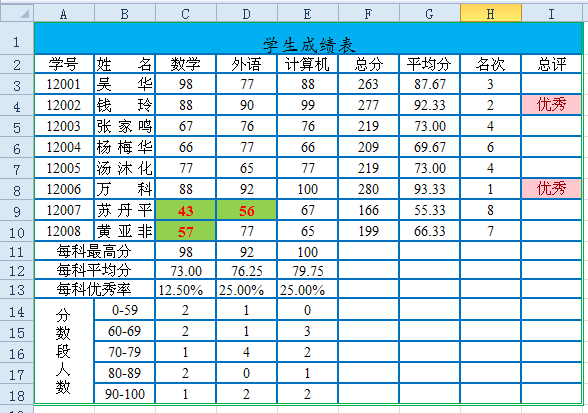 A B C D E F G H I
1 学生成绩表
2 学号 姓 名 数学 外语 计算机 总分 平均分 名次 总评
3 12001 吴 华 98 77 88 263 87.67 3
4 12002 钱 玲 88 90 99 277 92.33 2 优秀
5 12003 张家鸣 67 76 76 219 73.00 4
6 12004 杨梅华 66 77 66 209 69.67 6
7 12005 汤沐化 77 65 77 219 73.00 4
8 12006 万 科 88 92 100 280 93.33 1 优秀
9 12007 苏丹平 43 56 67 166 55.33 8
10 12008 黄亚非 57 77 65 199 66.33 7
11 每科最高分 98 92 100
12 每科平均分 73.00 76.25 79.75
13 每科优秀率 12.50% 25.00% 25.00%
14 分数段人数 0-59 2 1 0
15 60-69 2 1 3
16 70-79 1 4 2
17 80-89 2 0 1
18 90-100 1 2 2